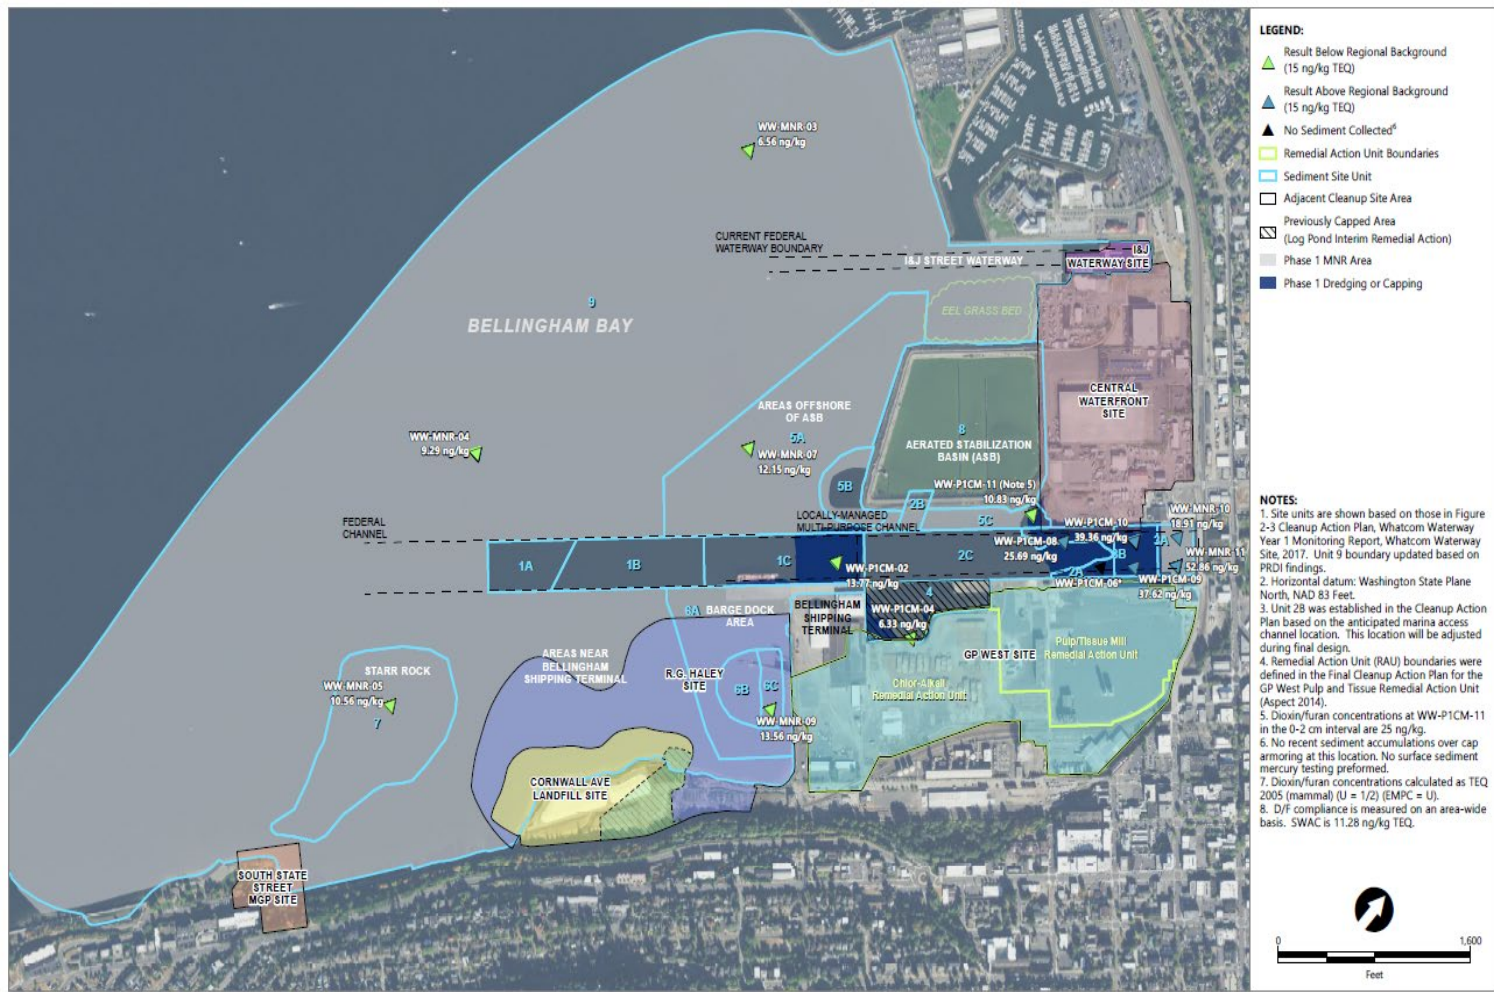 WW-MNR-03
6.56 ng/kg
CURRENT FEDERAL
WATERWAY BOUNDARY
I&J STREET WATERWAY
I&J
WATERWAY SITE
9
BELLINGHAM BAY
EEL GRASS BED
CENTRAL
WATERFRONT
SITE
AREAS OFFSHORE
OF ASB
5A
8
AERATED STABILIZATION
BASIN (ASB)
WW-MNR-04
9.29 ng/kg
WW-MNR-07
12.15 ng/kg
5B
WW-P1CM-11 (Note 5)
10.83 ng/kg
2B
5C
FEDERAL
CHANNEL
LOCALLY-MANAGED
MULTI-PURPOSE CHANNEL
WW-P1CM-10
39.36 ng/kg
WW-MNR-10
18.91 ng/kg
WW-P1CM-08
25.69 ng/kg
3A
3B
2C
1A
1B
1C
WW-MNR-11
52.86 ng/kg
WW-P1CM-02
13.77 ng/kg
2A
WW-P1CM-06*
WW-P1CM-09
37.62 ng/kg
4
6A
BARGE DOCK
AREA
BELLINGHAM
SHIPPING
TERMINAL
WW-P1CM-04
6.33 ng/kg
GP WEST SITE
Pulp/Tissue Mill
Remedial Action Unit
Chlor-Alkali
Remedial Action Unit
AREAS NEAR
BELLINGHAM
SHIPPING TERMINAL
R.G. HALEY
SITE
6B
6C
WW-MNR-09
13.56 ng/kg
STARR ROCK
WW-MNR-05
10.56 ng/kg
7
CORNWALL AVE
LANDFILL SITE
SOUTH STATE
STREET
MGP SITE
LEGEND:
Result Below Regional Background
(15 ng/kg TEQ)
Result Above Regional Background
(15 ng/kg TEQ)
No Sediment Collected⁶
Remedial Action Unit Boundaries
Sediment Site Unit
Adjacent Cleanup Site Area
Previously Capped Area
(Log Pond Interim Remedial Action)
Phase 1 MNR Area
Phase 1 Dredging or Capping
NOTES:
1. Site units are shown based on those in Figure
2-3 Cleanup Action Plan, Whatcom Waterway
Year 1 Monitoring Report, Whatcom Waterway
Site, 2017. Unit 9 boundary updated based on
PRDI findings.
2. Horizontal datum: Washington State Plane
North, NAD 83 Feet.
3. Unit 2B was established in the Cleanup Action
Plan based on the anticipated marina access
channel location. This location will be adjusted
during final design.
4. Remedial Action Unit (RAU) boundaries were
defined in the Final Cleanup Action Plan for the
GP West Pulp and Tissue Remedial Action Unit
(Aspect 2014).
5. Dioxin/furan concentrations at WW-P1CM-11
in the 0-2 cm interval are 25 ng/kg.
6. No recent sediment accumulations over cap
armoring at this location. No surface sediment
mercury testing preformed.
7. Dioxin/furan concentrations calculated as TEQ
2005 (mammal) (U = 1/2) (EMPC = U).
8. D/F compliance is measured on an area-wide
basis. SWAC is 11.28 ng/kg TEQ.
0
1,600
Feet